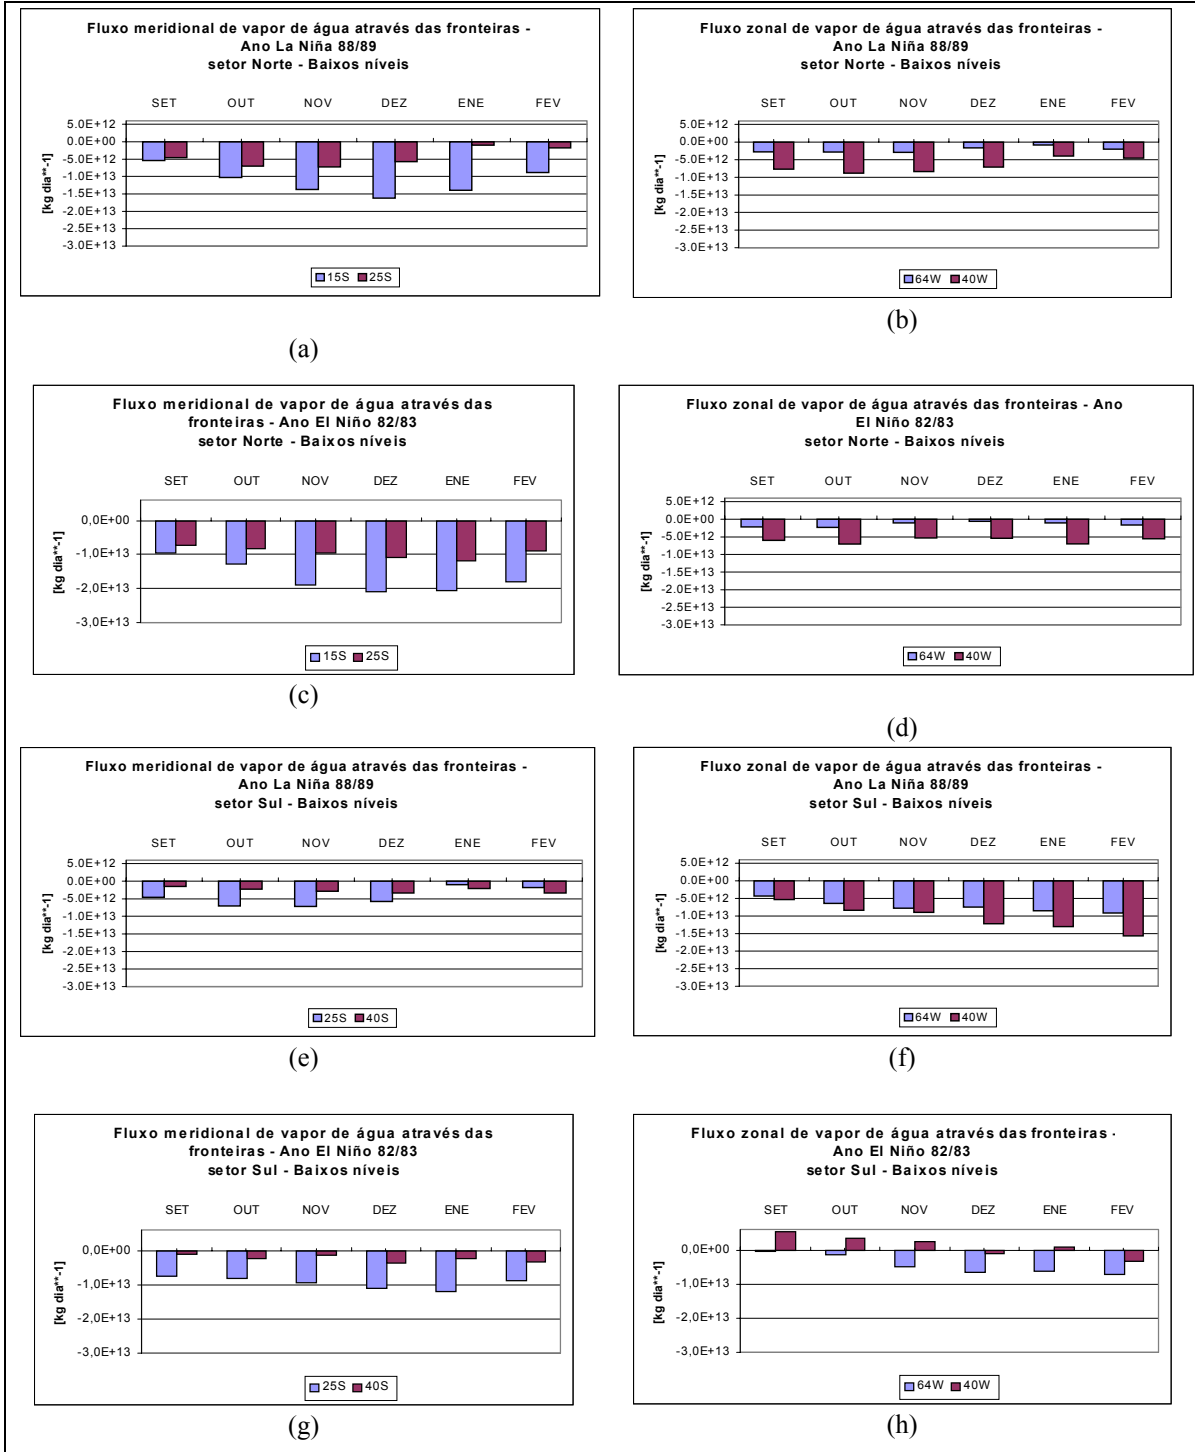 Fluxo meridional de vapor de água através das fronteiras -
Ano La Niña 88/89
setor Norte - Baixos níveis
SET OUT NOV DEZ ENE FEV
5.0E+12
0.0E+00
-5.0E+12
-1.0E+13
-1.5E+13
-2.0E+13
-2.5E+13
-3.0E+13
[kg dia**-1]
15S 25S
(a)
Fluxo zonal de vapor de água através das fronteiras -
Ano La Niña 88/89
setor Norte - Baixos níveis
SET OUT NOV DEZ ENE FEV
5.0E+12
0.0E+00
-5.0E+12
-1.0E+13
-1.5E+13
-2.0E+13
-2.5E+13
-3.0E+13
[kg dia**-1]
64W 40W
(b)
Fluxo meridional de vapor de água através das
fronteiras - Ano El Niño 82/83
setor Norte - Baixos níveis
SET OUT NOV DEZ ENE FEV
0,0E+00
-1,0E+13
-2,0E+13
-3,0E+13
[kg dia**-1]
15S 25S
(c)
Fluxo zonal de vapor de água através das fronteiras - Ano
El Niño 82/83
setor Norte - Baixos níveis
SET OUT NOV DEZ ENE FEV
5.0E+12
0.0E+00
-5.0E+12
-1.0E+13
-1.5E+13
-2.0E+13
-2.5E+13
-3.0E+13
[kg dia**-1]
64W 40W
(d)
Fluxo meridional de vapor de água através das fronteiras -
Ano La Niña 88/89
setor Sul - Baixos níveis
SET OUT NOV DEZ ENE FEV
5.0E+12
0.0E+00
-5.0E+12
-1.0E+13
-1.5E+13
-2.0E+13
-2.5E+13
-3.0E+13
[kg dia**-1]
25S 40S
(e)
Fluxo zonal de vapor de água através das fronteiras -
Ano La Niña 88/89
setor Sul - Baixos níveis
SET OUT NOV DEZ ENE FEV
5.0E+12
0.0E+00
-5.0E+12
-1.0E+13
-1.5E+13
-2.0E+13
-2.5E+13
-3.0E+13
[kg dia**-1]
64W 40W
(f)
Fluxo meridional de vapor de água através das
fronteiras - Ano El Niño 82/83
setor Sul - Baixos níveis
SET OUT NOV DEZ ENE FEV
0,0E+00
-1,0E+13
-2,0E+13
-3,0E+13
[kg dia**-1]
25S 40S
(g)
Fluxo zonal de vapor de água através das fronteiras -
Ano El Niño 82/83
setor Sul - Baixos níveis
SET OUT NOV DEZ ENE FEV
0,0E+00
-1,0E+13
-2,0E+13
-3,0E+13
[kg dia**-1]
64W 40W
(h)